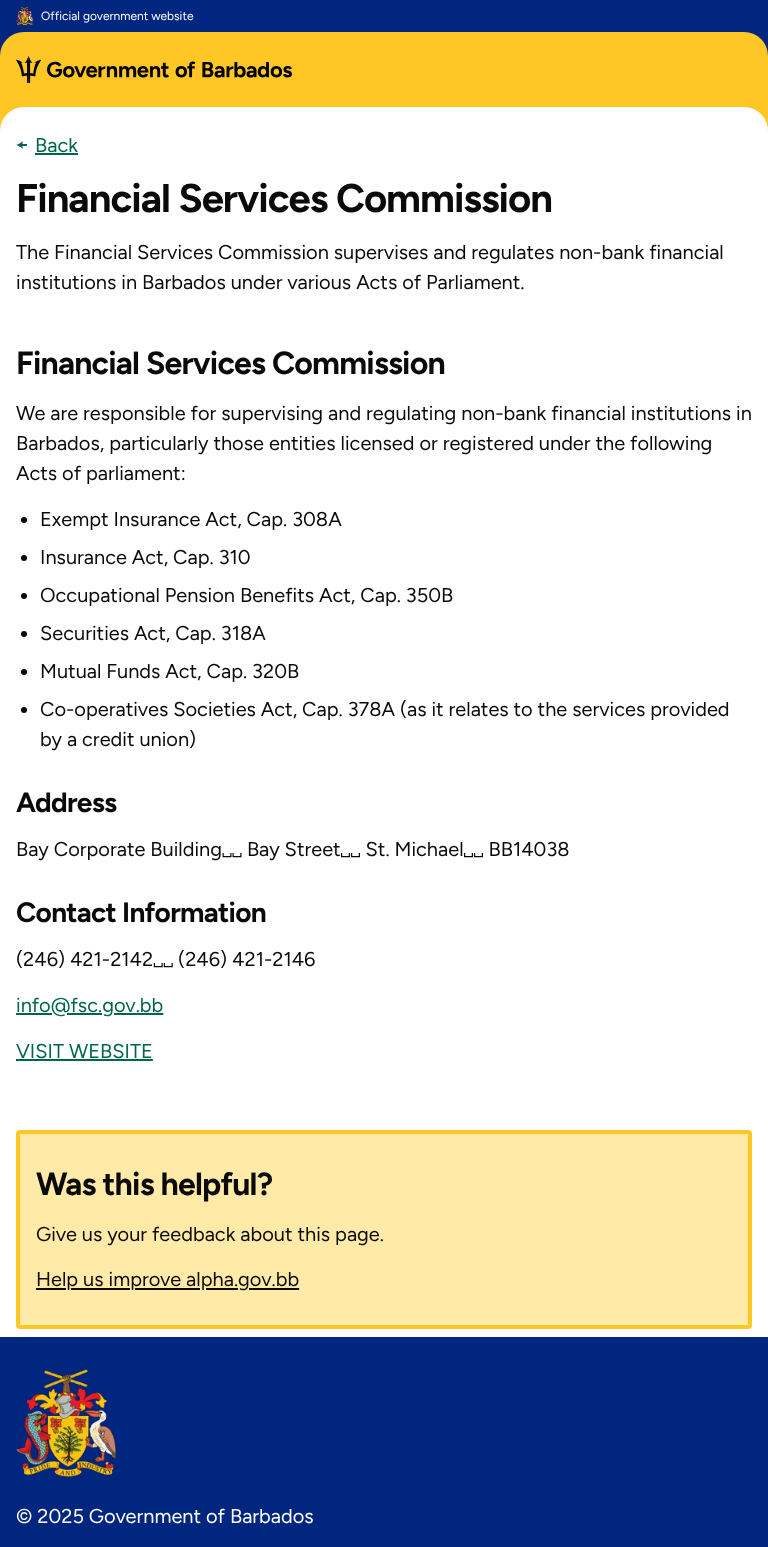 Official government website
Government of Barbados
Back
Financial Services Commission
The Financial Services Commission supervises and regulates non-bank financial
institutions in Barbados under various Acts of Parliament.
Financial Services Commission
We are responsible for supervising and regulating non-bank financial institutions in
Barbados, particularly those entities licensed or registered under the following
Acts of parliament:
• Exempt Insurance Act, Cap. 308A
• Insurance Act, Cap. 310
• Occupational Pension Benefits Act, Cap. 350B
• Securities Act, Cap. 318A
• Mutual Funds Act, Cap. 320B
• Co-operatives Societies Act, Cap. 378A (as it relates to the services provided
by a credit union)
Address
Bay Corporate Building␣␣ Bay Street␣␣ St. Michael␣␣ BB14038
Contact Information
(246) 421-2142␣␣ (246) 421-2146
info@fsc.gov.bb
VISIT WEBSITE
Was this helpful?
Give us your feedback about this page.
Help us improve alpha.gov.bb
PRIDE AND INDUSTRY
© 2025 Government of Barbados